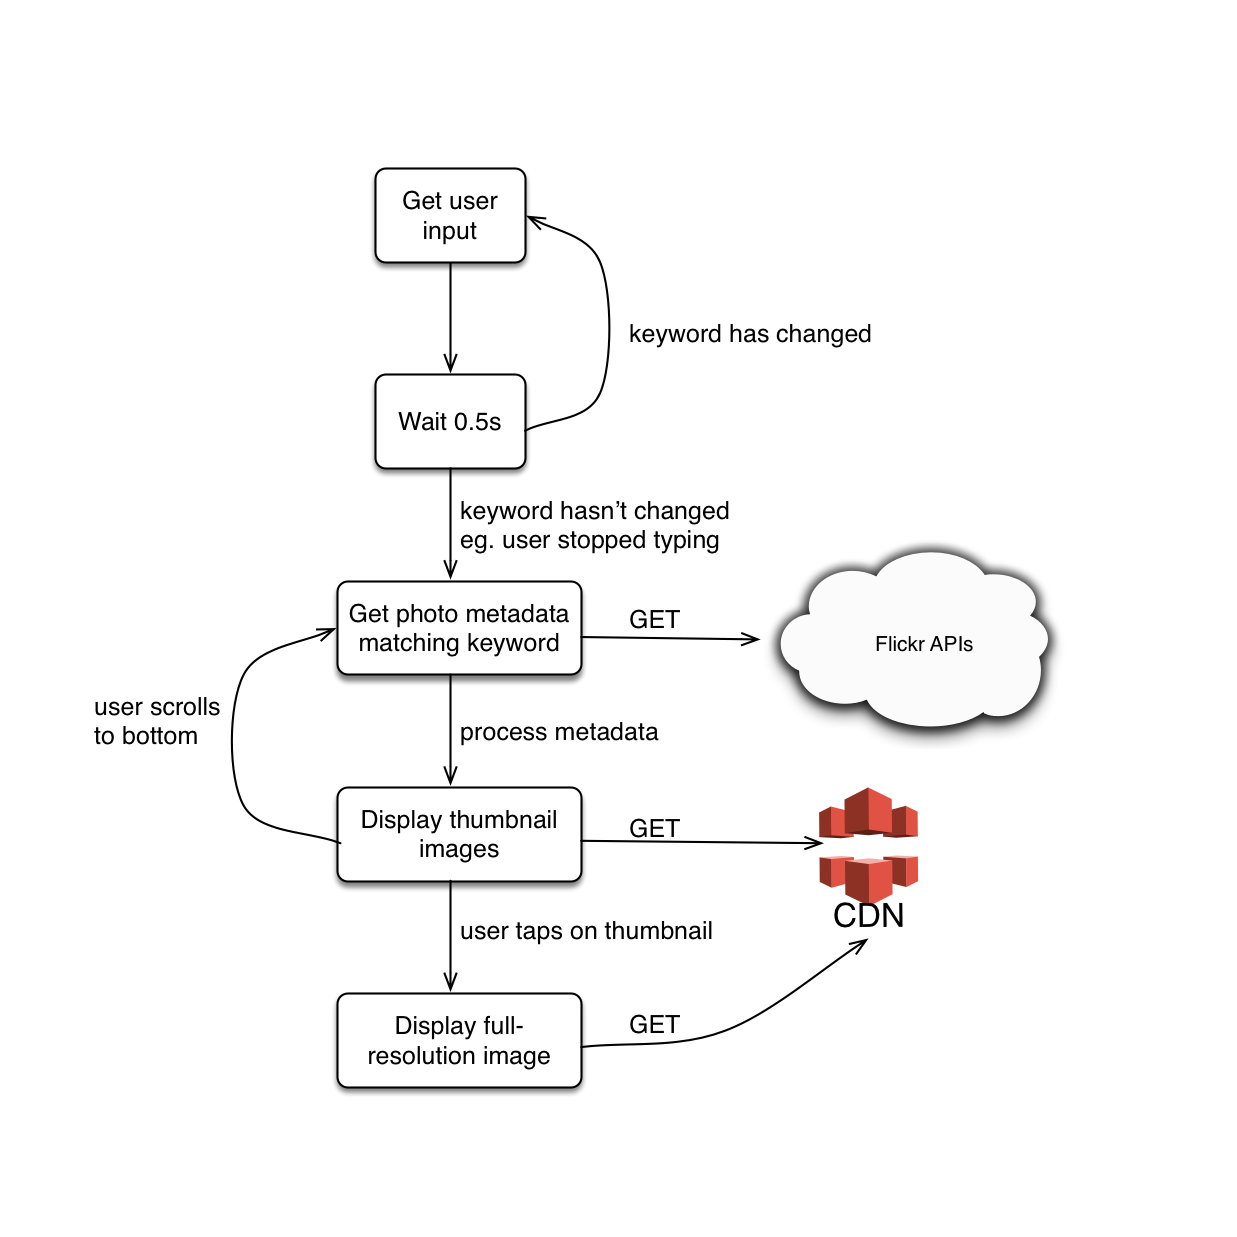 Get user
input
keyword has changed
Wait 0.5s
keyword hasn’t changed
eg. user stopped typing
Get photo metadata
matching keyword
GET
Flickr APIs
user scrolls
to bottom
process metadata
Display thumbnail
images
GET
CDN
user taps on thumbnail
Display full-
resolution image
GET